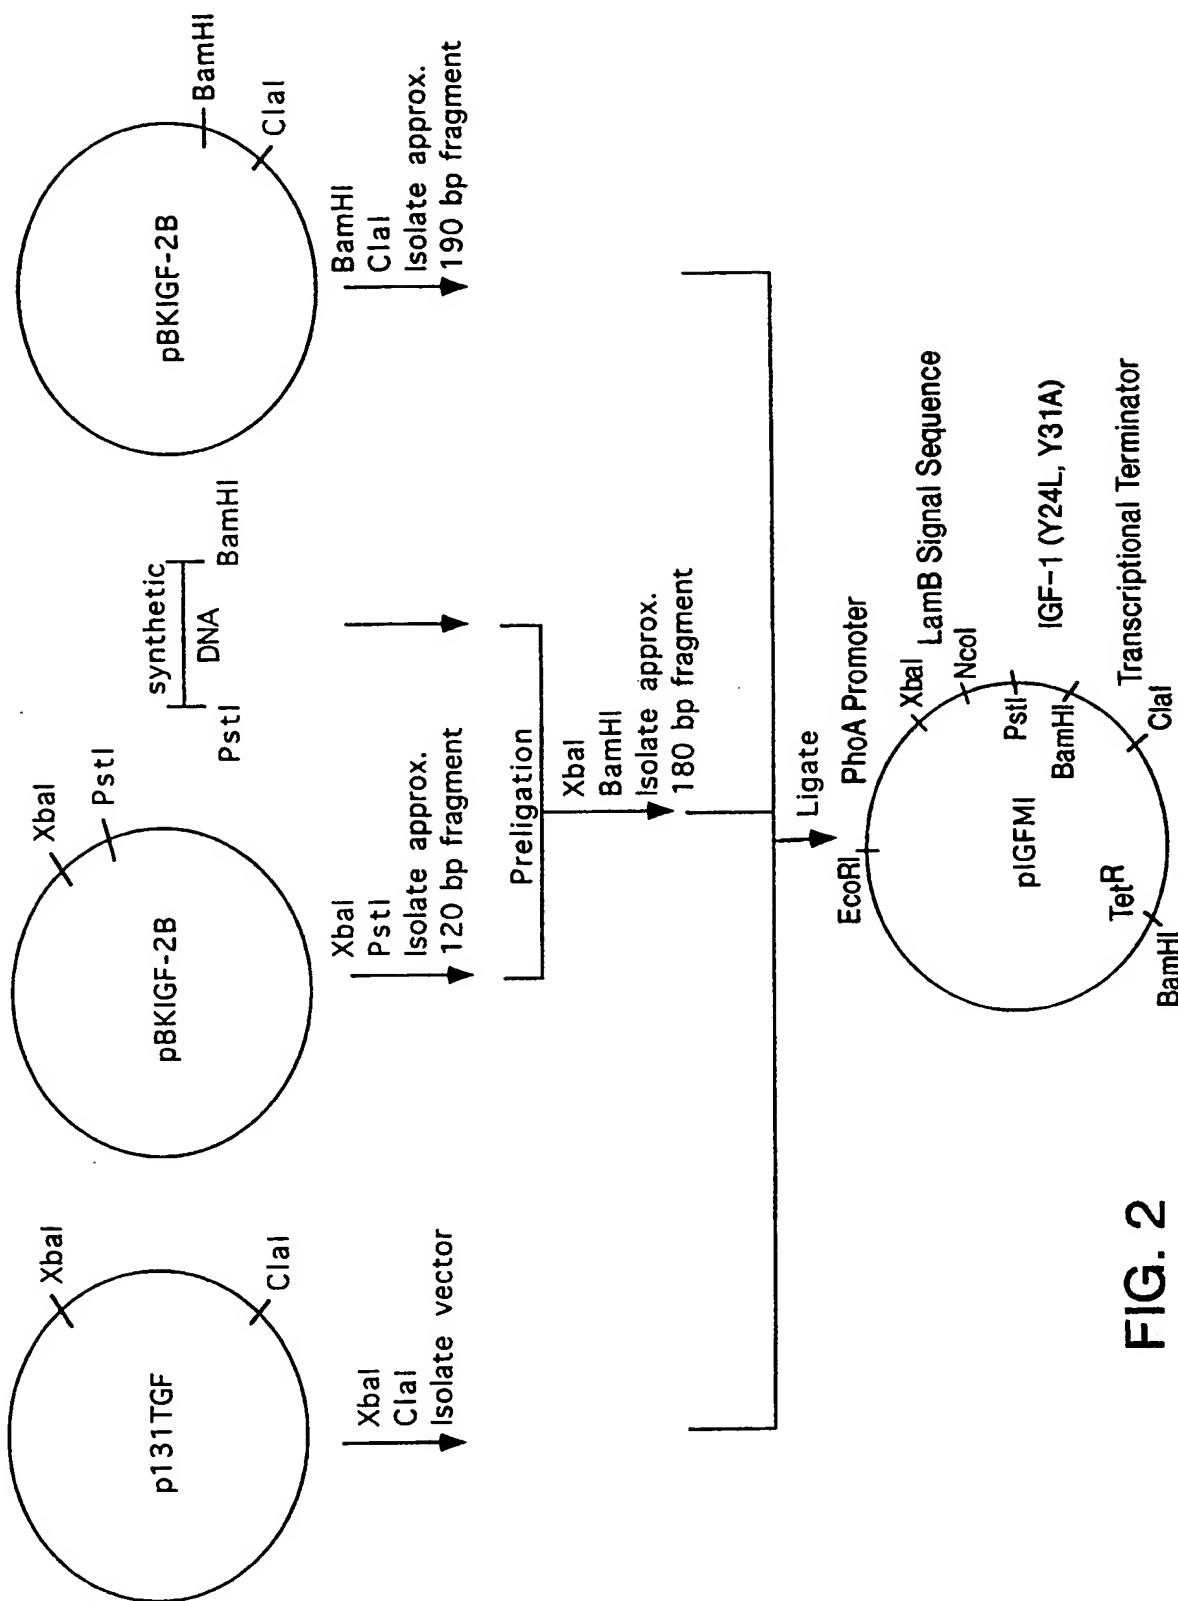 p131TGF
XbaI
ClaI
XbaI
ClaI
Isolate vector
pBKIGF-2B
XbaI
PstI
XbaI
PstI
Isolate approx.
120 bp fragment
synthetic
DNA
PstI
BamHI
Preligation
XbaI
BamHI
Isolate approx.
180 bp fragment
pBKIGF-2B
BamHI
ClaI
BamHI
ClaI
Isolate approx.
190 bp fragment
Ligate
EcoRI
PhoA Promoter
XbaI
LamB Signal Sequence
NcoI
PstI
IGF-1 (Y24L, Y31A)
BamHI
Transcriptional Terminator
ClaI
pIGFMI
TetR
BamHI
FIG. 2